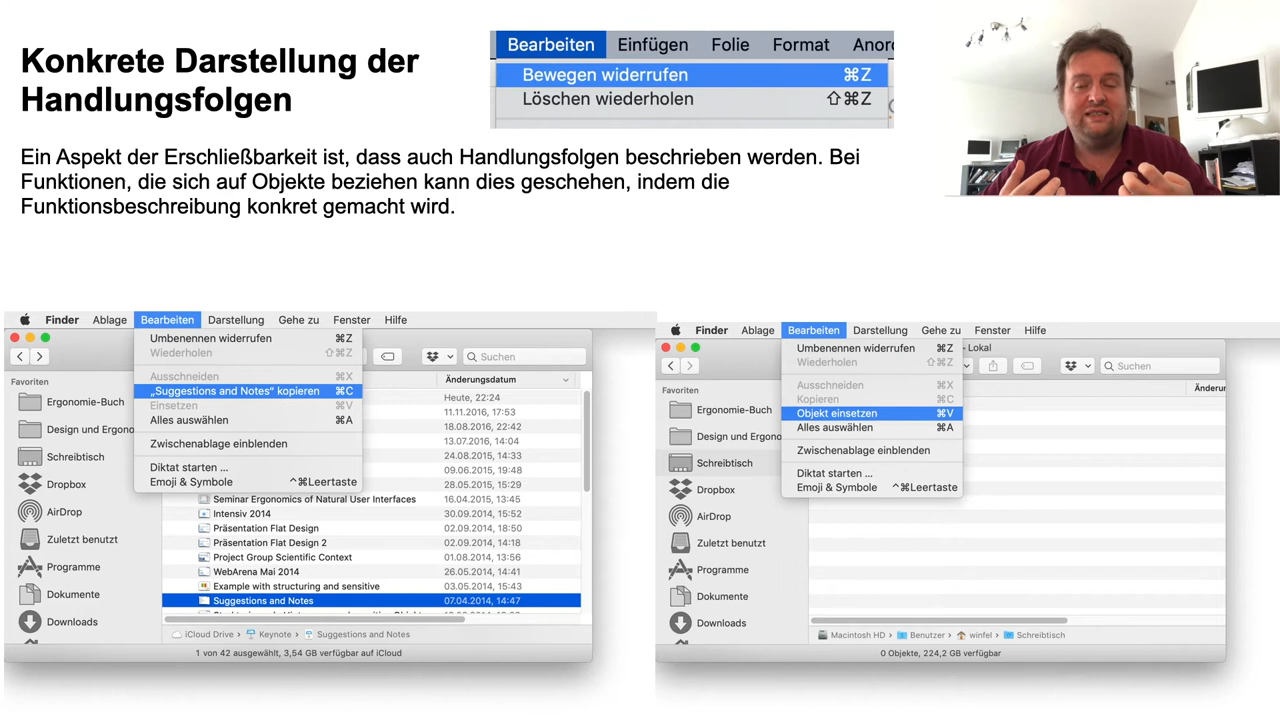 Konkrete Darstellung der
Handlungsfolgen
Bearbeiten Einfügen Folie Format
Bewegen widerrufen ⌘Z
Löschen wiederholen ⇧⌘Z
Ein Aspekt der Erschließbarkeit ist, dass auch Handlungsfolgen beschrieben werden. Bei
Funktionen, die sich auf Objekte beziehen kann dies geschehen, indem die
Funktionsbeschreibung konkret gemacht wird.
Finder Ablage Bearbeiten Darstellung Gehe zu Fenster Hilfe
Umbenennen widerrufen ⌘Z
Wiederholen ⇧⌘Z
Ausschneiden ⌘X
„Suggestions and Notes“ kopieren ⌘C
Einsetzen ⌘V
Alles auswählen ⌘A
Zwischenablage einblenden
Diktat starten ...
Emoji & Symbole ^⌘Leertaste
Suchen
Favoriten
Ergonomie-Buch
Design und Ergono
Schreibtisch
Dropbox
AirDrop
Zuletzt benutzt
Programme
Dokumente
Downloads
Änderungsdatum
Heute, 22:24
11.11.2016, 17:53
18.08.2016, 22:42
13.07.2016, 14:04
24.08.2015, 14:33
09.06.2015, 19:48
28.05.2015, 15:29
Seminar Ergonomics of Natural User Interfaces 16.04.2015, 13:45
Intensiv 2014 30.09.2014, 15:52
Präsentation Flat Design 02.09.2014, 18:50
Präsentation Flat Design 2 02.09.2014, 14:18
Project Group Scientific Context 01.08.2014, 13:56
WebArena Mai 2014 26.05.2014, 14:41
Example with structuring and sensitive 03.05.2014, 15:43
Suggestions and Notes 07.04.2014, 14:47
iCloud Drive › Keynote › Suggestions and Notes
1 von 42 ausgewählt, 3,54 GB verfügbar auf iCloud
Finder Ablage Bearbeiten Darstellung Gehe zu Fenster Hilfe
Umbenennen widerrufen ⌘Z
Wiederholen ⇧⌘Z
Ausschneiden ⌘X
Kopieren ⌘C
Objekt einsetzen ⌘V
Alles auswählen ⌘A
Zwischenablage einblenden
Diktat starten ...
Emoji & Symbole ^⌘Leertaste
- Lokal
Suchen
Favoriten
Ergonomie-Buch
Design und Ergono
Schreibtisch
Dropbox
AirDrop
Zuletzt benutzt
Programme
Dokumente
Downloads
Änderur
Macintosh HD › Benutzer › winfel › Schreibtisch
0 Objekte, 224,2 GB verfügbar